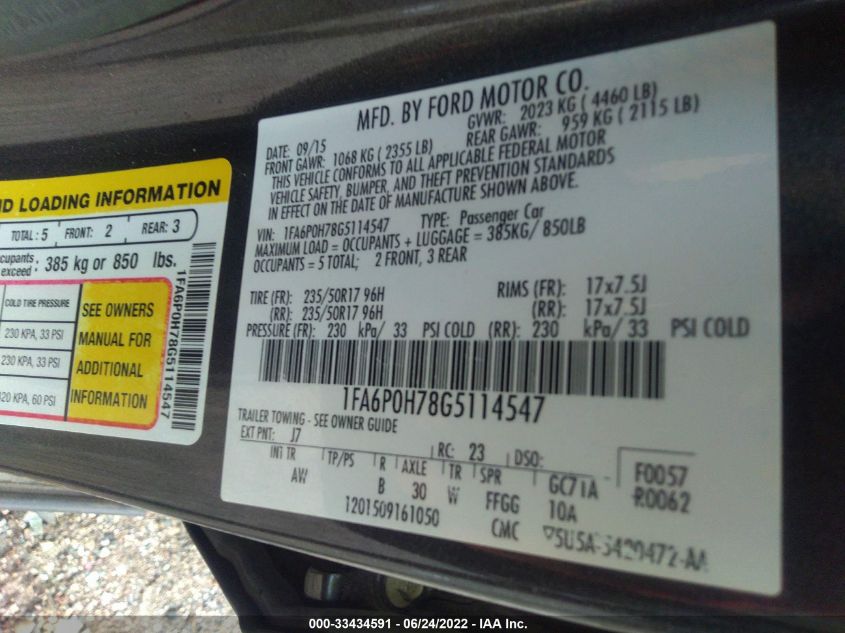 MFD. BY FORD MOTOR CO.
DATE: 09/15
GVWR: 2023 KG ( 4460 LB)
FRONT GAWR: 1068 KG ( 2355 LB)
REAR GAWR: 959 KG ( 2115 LB)
THIS VEHICLE CONFORMS TO ALL APPLICABLE FEDERAL MOTOR
VEHICLE SAFETY, BUMPER, AND THEFT PREVENTION STANDARDS
IN EFFECT ON THE DATE OF MANUFACTURE SHOWN ABOVE.
VIN: 1FA6P0H78G5114547 TYPE: Passenger Car
MAXIMUM LOAD = OCCUPANTS + LUGGAGE = 385KG/ 850LB
OCCUPANTS = 5 TOTAL; 2 FRONT, 3 REAR
TIRE (FR): 235/50R17 96H RIMS (FR): 17x7.5J
(RR): 235/50R17 96H (RR): 17x7.5J
PRESSURE (FR): 230 kPa/ 33 PSI COLD (RR): 230 kPa/ 33 PSI COLD
1FA6P0H78G5114547
TRAILER TOWING - SEE OWNER GUIDE
EXT PNT: J7 RC: 23 DSO:
INT TR TP/PS R AXLE TR SPR GC71A
AW B 30 W FFGG 10A
F0057
R0062
1201509161050 CMC 5U5A-5420472-AA
LOADING INFORMATION
TOTAL : 5 FRONT: 2 REAR: 3
385 kg or 850 lbs.
COLD TIRE PRESSURE
230 KPA, 33 PSI
230 KPA, 33 PSI
60 PSI
SEE OWNERS
MANUAL FOR
ADDITIONAL
INFORMATION
1FA6P0H78G5114547
000-33434591 - 06/24/2022 - IAA Inc.